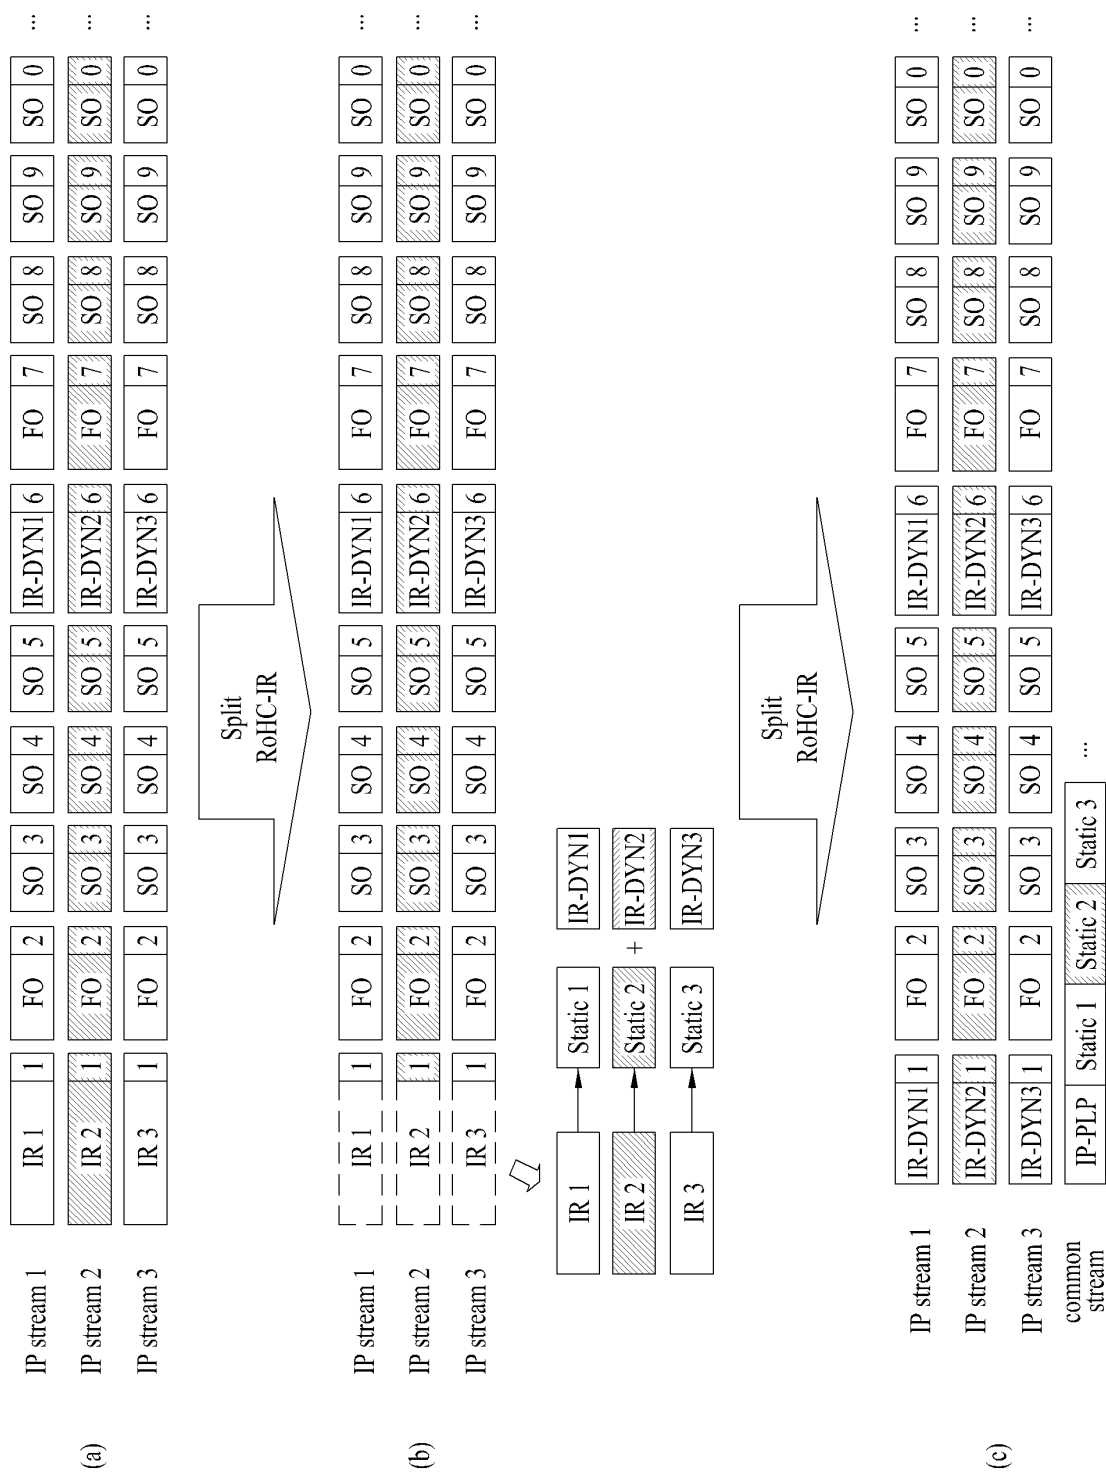 (a)
IP stream 1 IR 1 1 FO 2 SO 3 SO 4 SO 5 IR-DYN1 6 FO 7 SO 8 SO 9 SO 0 ...
IP stream 2 IR 2 1 FO 2 SO 3 SO 4 SO 5 IR-DYN2 6 FO 7 SO 8 SO 9 SO 0 ...
IP stream 3 IR 3 1 FO 2 SO 3 SO 4 SO 5 IR-DYN3 6 FO 7 SO 8 SO 9 SO 0 ...
Split
RoHC-IR
(b)
IP stream 1 IR 1 1 FO 2 SO 3 SO 4 SO 5 IR-DYN1 6 FO 7 SO 8 SO 9 SO 0 ...
IP stream 2 IR 2 1 FO 2 SO 3 SO 4 SO 5 IR-DYN2 6 FO 7 SO 8 SO 9 SO 0 ...
IP stream 3 IR 3 1 FO 2 SO 3 SO 4 SO 5 IR-DYN3 6 FO 7 SO 8 SO 9 SO 0 ...
IR 1 Static 1 IR-DYN1
IR 2 Static 2 + IR-DYN2
IR 3 Static 3 IR-DYN3
Split
RoHC-IR
(c)
IP stream 1 IR-DYN1 1 FO 2 SO 3 SO 4 SO 5 IR-DYN1 6 FO 7 SO 8 SO 9 SO 0 ...
IP stream 2 IR-DYN2 1 FO 2 SO 3 SO 4 SO 5 IR-DYN2 6 FO 7 SO 8 SO 9 SO 0 ...
IP stream 3 IR-DYN3 1 FO 2 SO 3 SO 4 SO 5 IR-DYN3 6 FO 7 SO 8 SO 9 SO 0 ...
common
stream
IP-PLP Static 1 Static 2 Static 3 ...